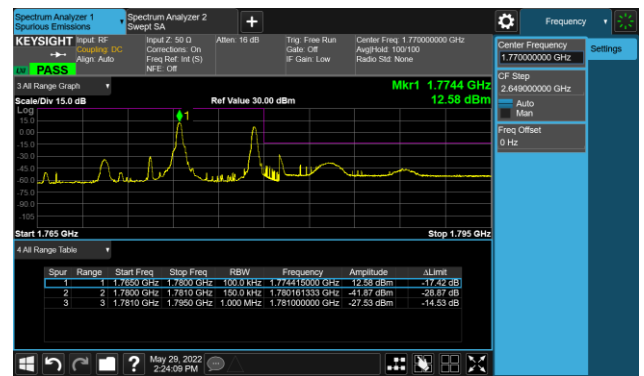 Spectrum Analyzer 1
Spurious Emissions
Spectrum Analyzer 2
Swept SA
Frequency
KEYSIGHT
Input: RF
Coupling: DC
Align: Auto
Input Z: 50 Ω
Corrections: On
Freq Ref: Int (S)
NFE: Off
Atten: 16 dB
Trig: Free Run
Gate: Off
IF Gain: Low
Center Freq: 1.770000000 GHz
Avg|Hold: 100/100
Radio Std: None
PASS
3 All Range Graph
Mkr1 1.7744 GHz
12.58 dBm
Scale/Div 15.0 dB
Ref Value 30.00 dBm
Log
15.0
0.00
-15.0
-30.0
-45.0
-60.0
-75.0
-90.0
-105
1
Start 1.765 GHz
Stop 1.795 GHz
4 All Range Table
Spur Range Start Freq Stop Freq RBW Frequency Amplitude ΔLimit
1 1 1.7650 GHz 1.7800 GHz 100.0 kHz 1.774415000 GHz 12.58 dBm -17.42 dB
2 2 1.7800 GHz 1.7810 GHz 150.0 kHz 1.780161333 GHz -41.87 dBm -28.87 dB
3 3 1.7810 GHz 1.7950 GHz 1.000 MHz 1.781000000 GHz -27.53 dBm -14.53 dB
Center Frequency
1.770000000 GHz
Settings
CF Step
2.649000000 GHz
Auto
Man
Freq Offset
0 Hz
?
May 29, 2022
2:24:09 PM